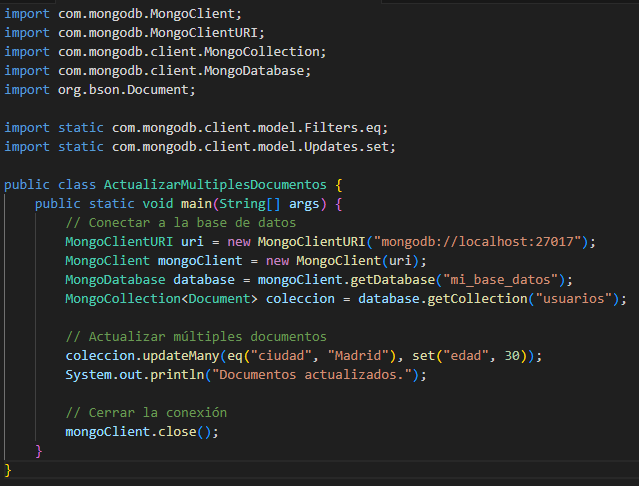 import com.mongodb.MongoClient;
import com.mongodb.MongoClientURI;
import com.mongodb.client.MongoCollection;
import com.mongodb.client.MongoDatabase;
import org.bson.Document;

import static com.mongodb.client.model.Filters.eq;
import static com.mongodb.client.model.Updates.set;

public class ActualizarMultiplesDocumentos {
    public static void main(String[] args) {
        // Conectar a la base de datos
        MongoClientURI uri = new MongoClientURI("mongodb://localhost:27017");
        MongoClient mongoClient = new MongoClient(uri);
        MongoDatabase database = mongoClient.getDatabase("mi_base_datos");
        MongoCollection<Document> coleccion = database.getCollection("usuarios");

        // Actualizar múltiples documentos
        coleccion.updateMany(eq("ciudad", "Madrid"), set("edad", 30));
        System.out.println("Documentos actualizados.");

        // Cerrar la conexión
        mongoClient.close();
    }
}